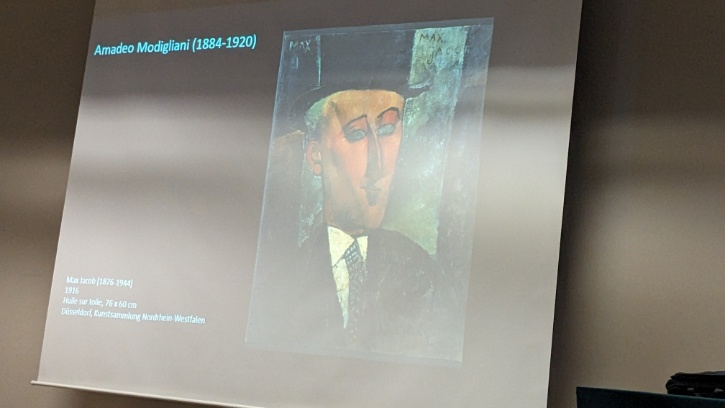 Amadeo Modigliani (1884-1920)
MAX
MAX
Max Jacob (1876-1944)
1916
Huile sur toile, 76 x 60 cm
Düsseldorf, Kunstsammlung Nordrhein-Westfalen